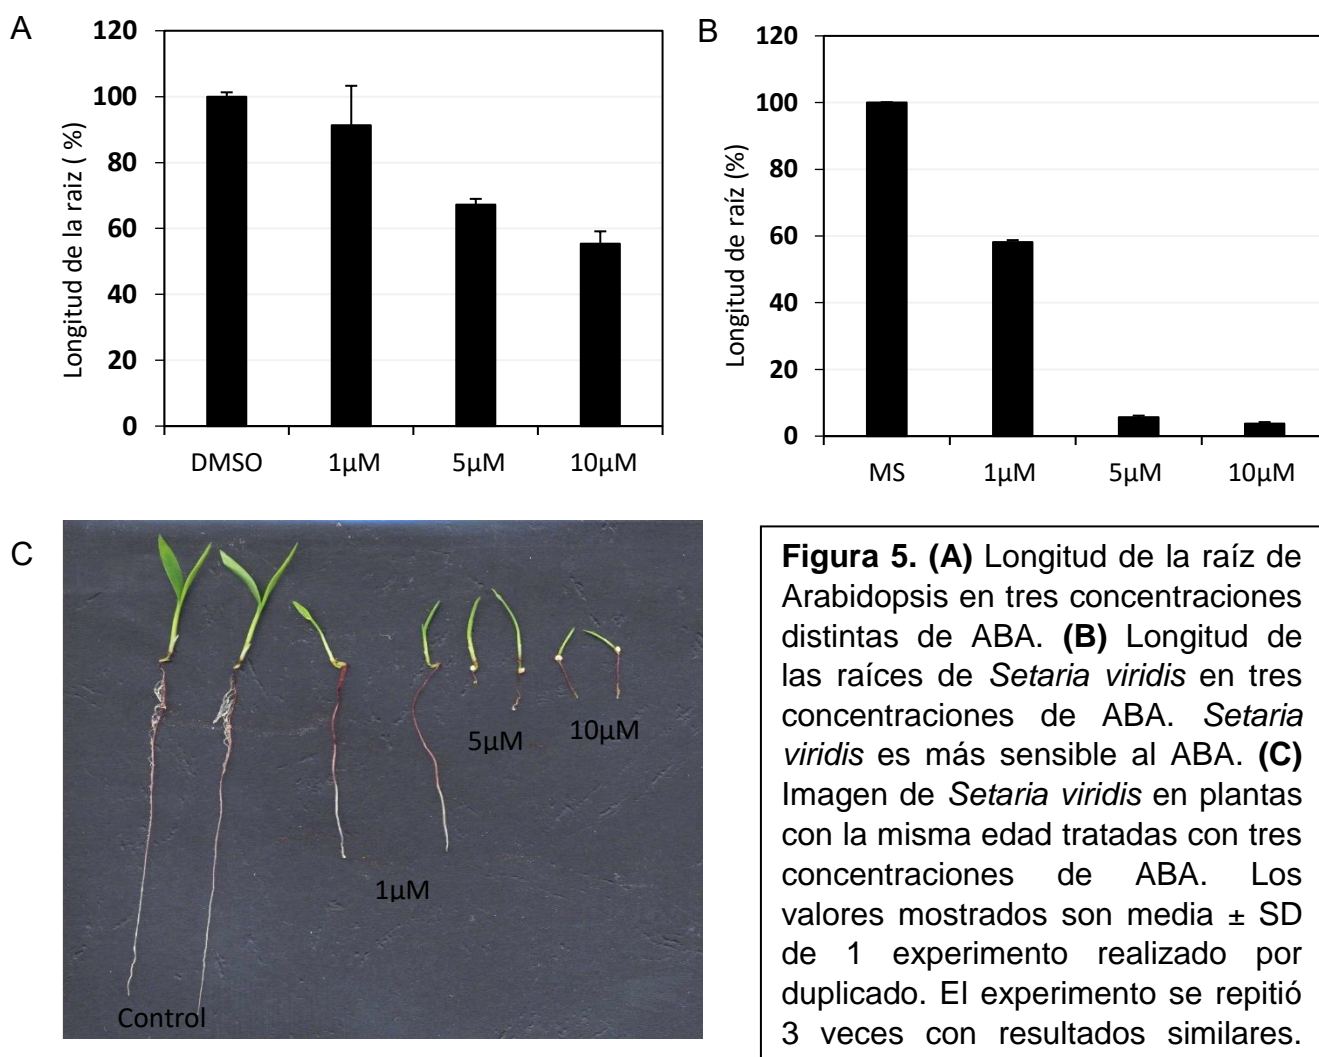 A
120
100
80
60
40
20
0
Longitud de la raiz ( %)
DMSO 1µM 5µM 10µM
B
120
100
80
60
40
20
0
Longitud de raíz (%)
MS 1µM 5µM 10µM
C
5µM 10µM
1µM
Control
Figura 5. (A) Longitud de la raíz de
Arabidopsis en tres concentraciones
distintas de ABA. (B) Longitud de
las raíces de Setaria viridis en tres
concentraciones de ABA. Setaria
viridis es más sensible al ABA. (C)
Imagen de Setaria viridis en plantas
con la misma edad tratadas con tres
concentraciones de ABA. Los
valores mostrados son media ± SD
de 1 experimento realizado por
duplicado. El experimento se repitió
3 veces con resultados similares.